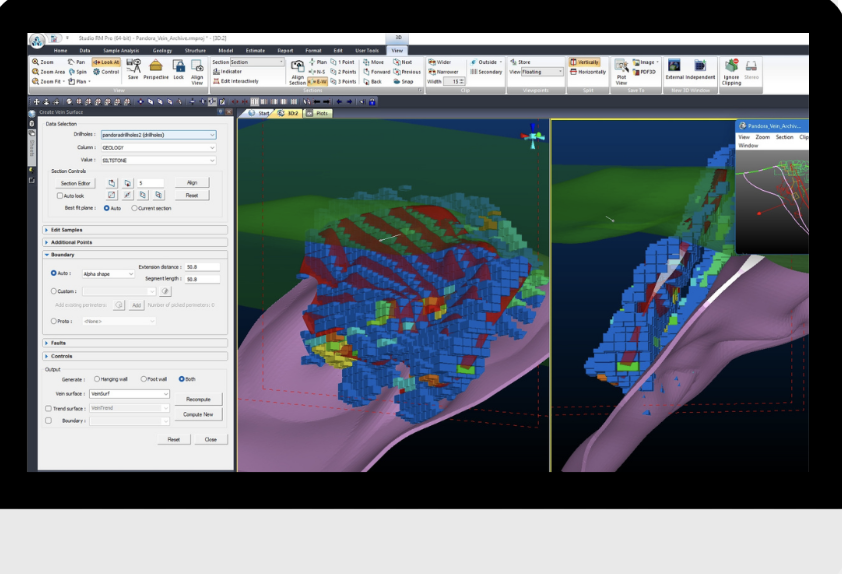 Studio RM Pro (64 bit) - Pandora_Vein_Archive.rmproj * - [3D:2]
3D
Home Data Sample Analysis Geology Structure Model Estimate Report Format Edit User Tools View
Zoom Pan Look At Section Section Plan 1 Point Move Next Wider Outside Store Vertically Image
Zoom Area Spin Control Indicator N-S 2 Points Forward Previous Narrower Secondary View Floating Horizontally PDF3D
Zoom Fit Plan Save Perspective Lock Align View Edit Interactively Align Section E-W 3 Points Back Snap Width Plot View External Independent Ignore Clipping Stereo
View Sections Clip Viewpoints Split Save To New 3D Window
Create Vein Surface
Start 3D:2 Plots
Data Selection
Drillholes : pandoradrillholes2 (drillholes)
Column : GEOLOGY
Value : SILTSTONE
Section Controls
Section Editor 5 Align
Auto look Reset
Best fit plane : Auto Current section
Edit Samples
Additional Points
Boundary
Auto : Alpha shape Extension distance : 50.8
Segment length : 50.8
Custom :
Add existing perimeters Add Number of picked perimeters: 0
Proto : <None>
Faults
Controls
Output
Generate : Hanging wall Foot wall Both
Vein surface : VeinSurf
Recompute
Trend surface : VeinTrend
Compute New
Boundary :
Reset Close
Sheets
Pandora_Vein_Archiv...
View Zoom Section Clip
Window